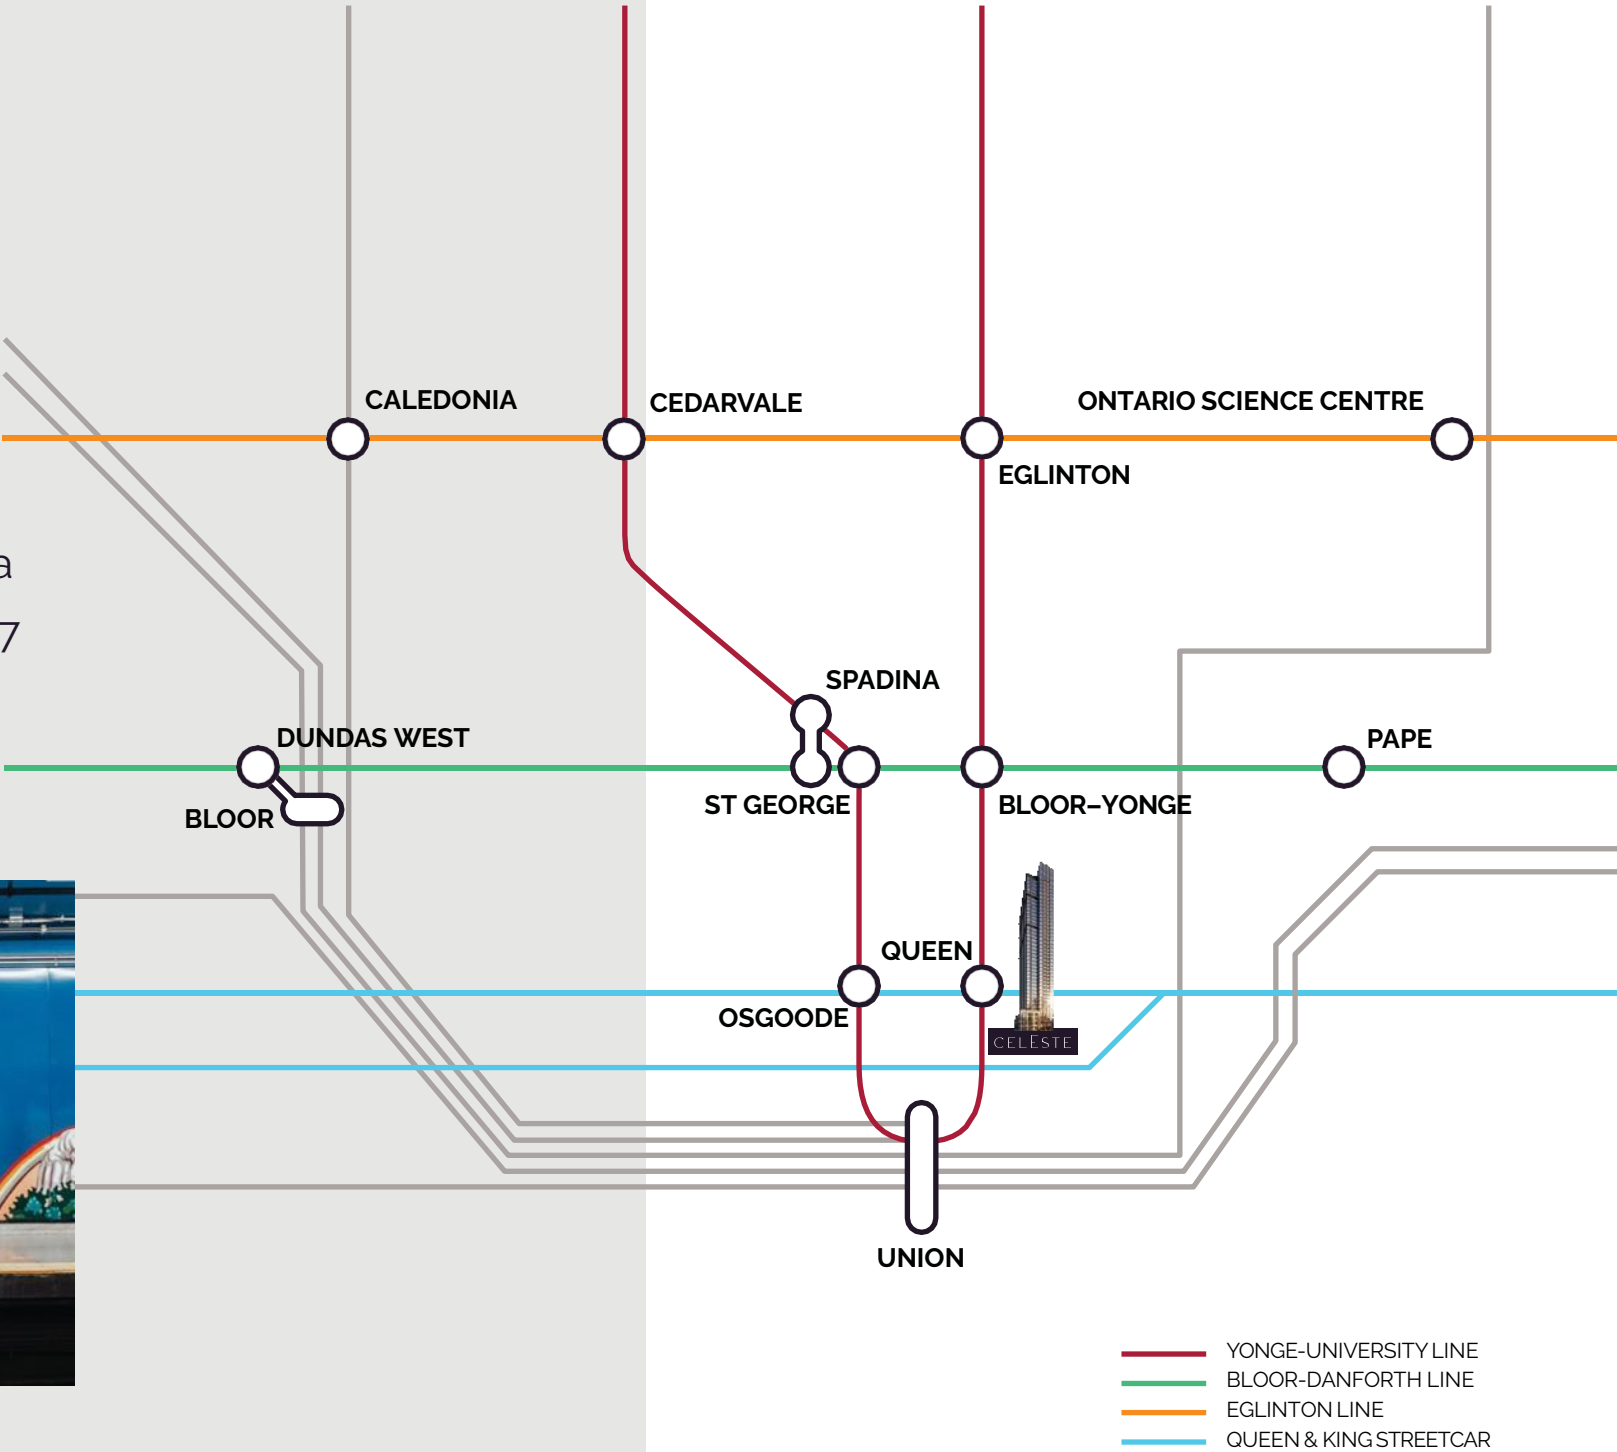 CALEDONIA
CEDARVALE
ONTARIO SCIENCE CENTRE
EGLINTON
a
7
SPADINA
DUNDAS WEST
PAPE
ST GEORGE
BLOOR–YONGE
BLOOR
QUEEN
OSGOODE
CELESTE
UNION
YONGE-UNIVERSITY LINE
BLOOR-DANFORTH LINE
EGLINTON LINE
QUEEN & KING STREETCAR